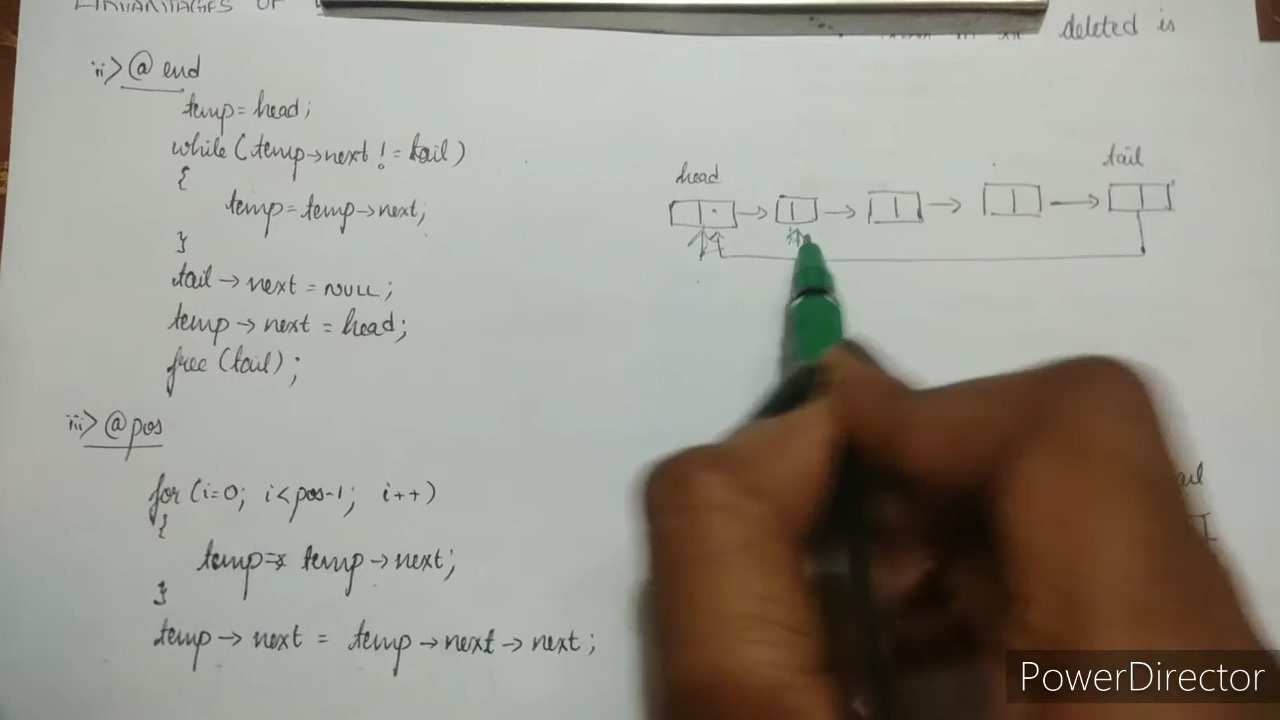 deleted is
ii> @ end
temp = head;
while (temp→next != tail)
{
temp = temp→next;
}
tail → next = NULL;
temp → next = head;
free (tail);
iii> @ pos
for (i=0; i<pos-1; i++)
{
temp = temp → next;
}
temp → next = temp → next → next;
head
tail
PowerDirector